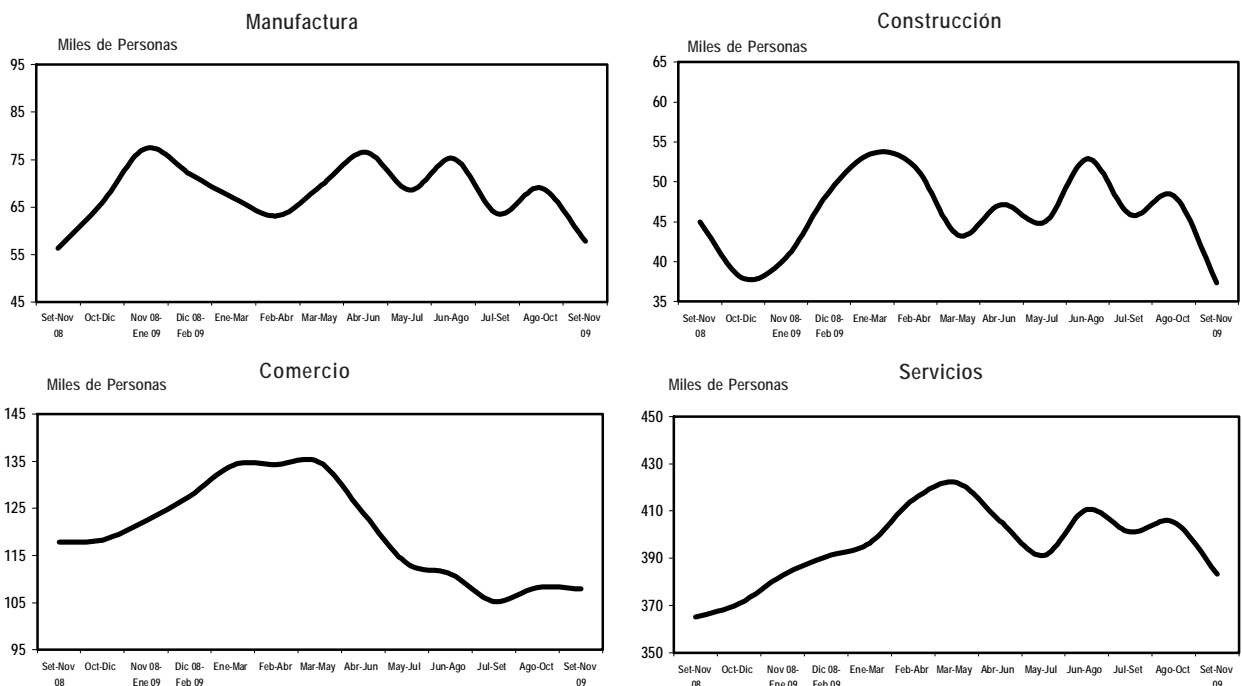 Manufactura
Miles de Personas
95
85
75
65
55
45
Set-Nov Oct-Dic Nov 08- Dic 08- Ene-Mar Feb-Abr Mar-May Abr-Jun May-Jul Jun-Ago Jul-Set Ago-Oct Set-Nov
08 Ene 09 Feb 09 09
Construcción
Miles de Personas
65
60
55
50
45
40
35
Set-Nov Oct-Dic Nov 08- Dic 08- Ene-Mar Feb-Abr Mar-May Abr-Jun May-Jul Jun-Ago Jul-Set Ago-Oct Set-Nov
08 Ene 09 Feb 09 09
Comercio
Miles de Personas
145
135
125
115
105
95
Set-Nov Oct-Dic Nov 08- Dic 08- Ene-Mar Feb-Abr Mar-May Abr-Jun May-Jul Jun-Ago Jul-Set Ago-Oct Set-Nov
08 Ene 09 Feb 09 09
Servicios
Miles de Personas
450
430
410
390
370
350
Set-Nov Oct-Dic Nov 08- Dic 08- Ene-Mar Feb-Abr Mar-May Abr-Jun May-Jul Jun-Ago Jul-Set Ago-Oct Set-Nov
08 Ene 09 Feb 09 09